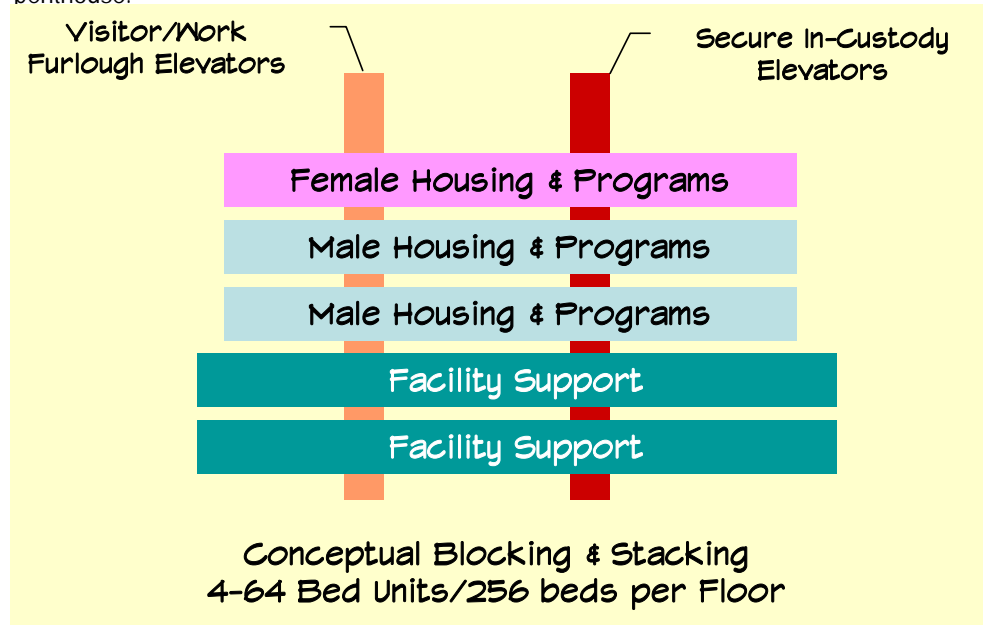 penthouse.
Visitor/Work
Furlough Elevators
Secure In-Custody
Elevators
Female Housing & Programs
Male Housing & Programs
Male Housing & Programs
Facility Support
Facility Support
Conceptual Blocking & Stacking
4-64 Bed Units/256 beds per Floor